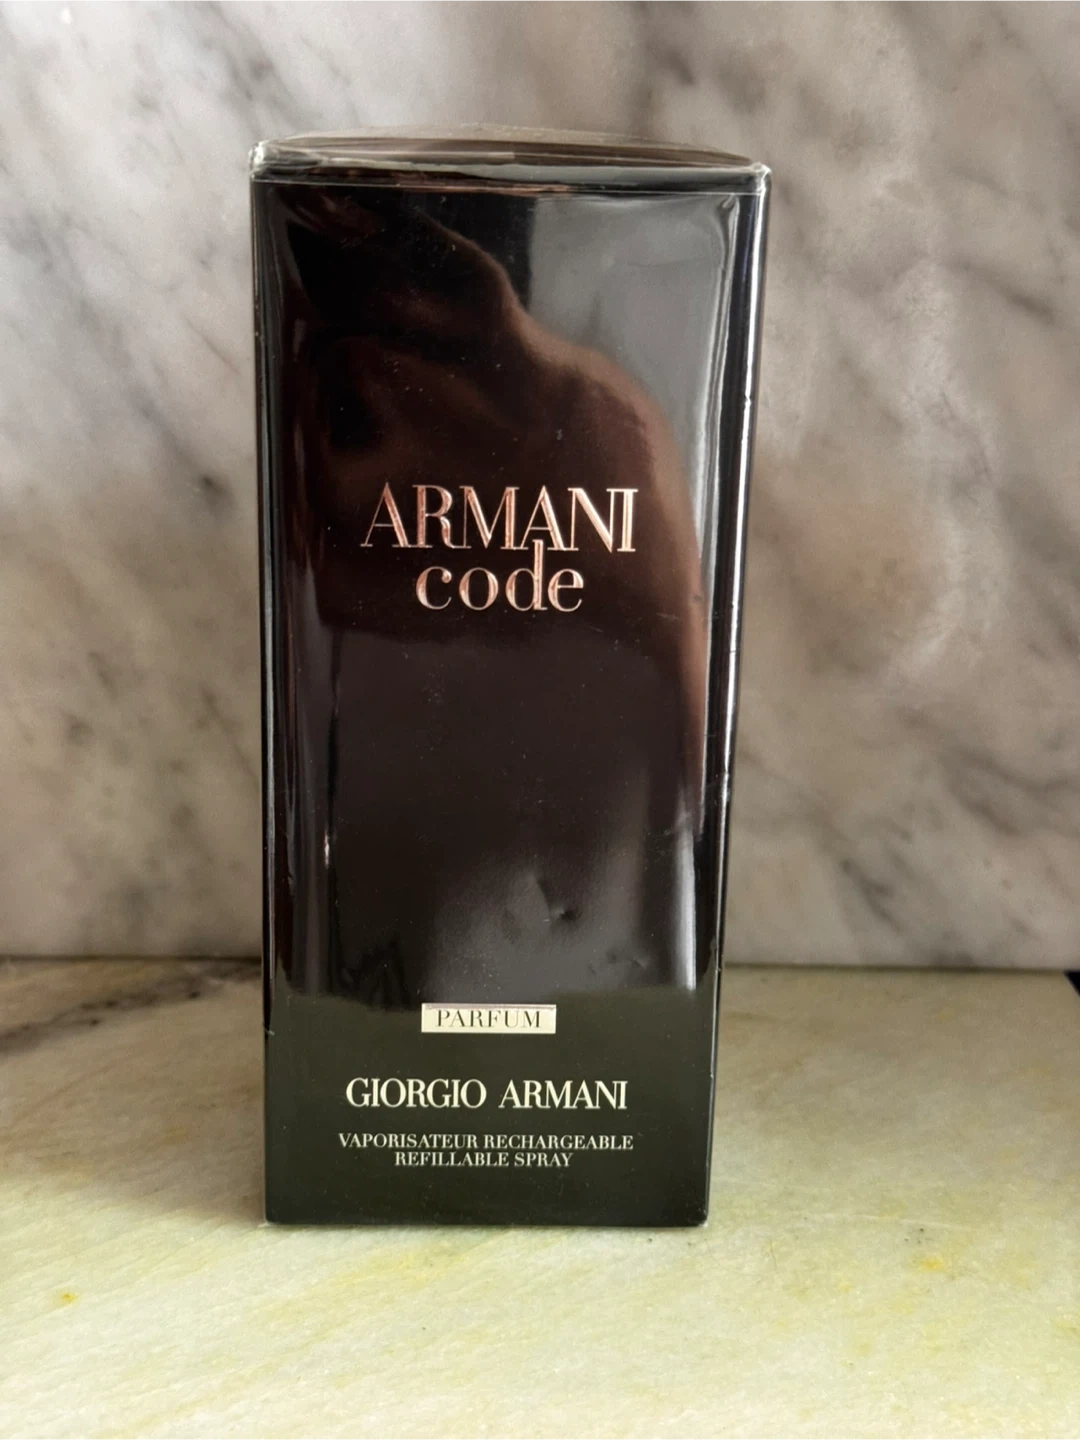 ARMANI
code
PARFUM
GIORGIO ARMANI
VAPORISATEUR RECHARGEABLE
REFILLABLE SPRAY